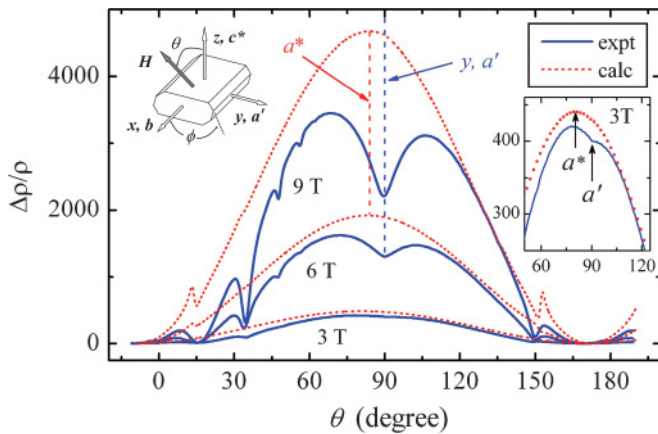 4000
2000
0
Δρ/ρ
0
30
60
90
120
150
180
θ (degree)
θ
z, c*
H
x, b
ϕ
y, a′
a*
y, a′
9 T
6 T
3 T
expt
calc
3T
400
300
a*
a′
60
90
120